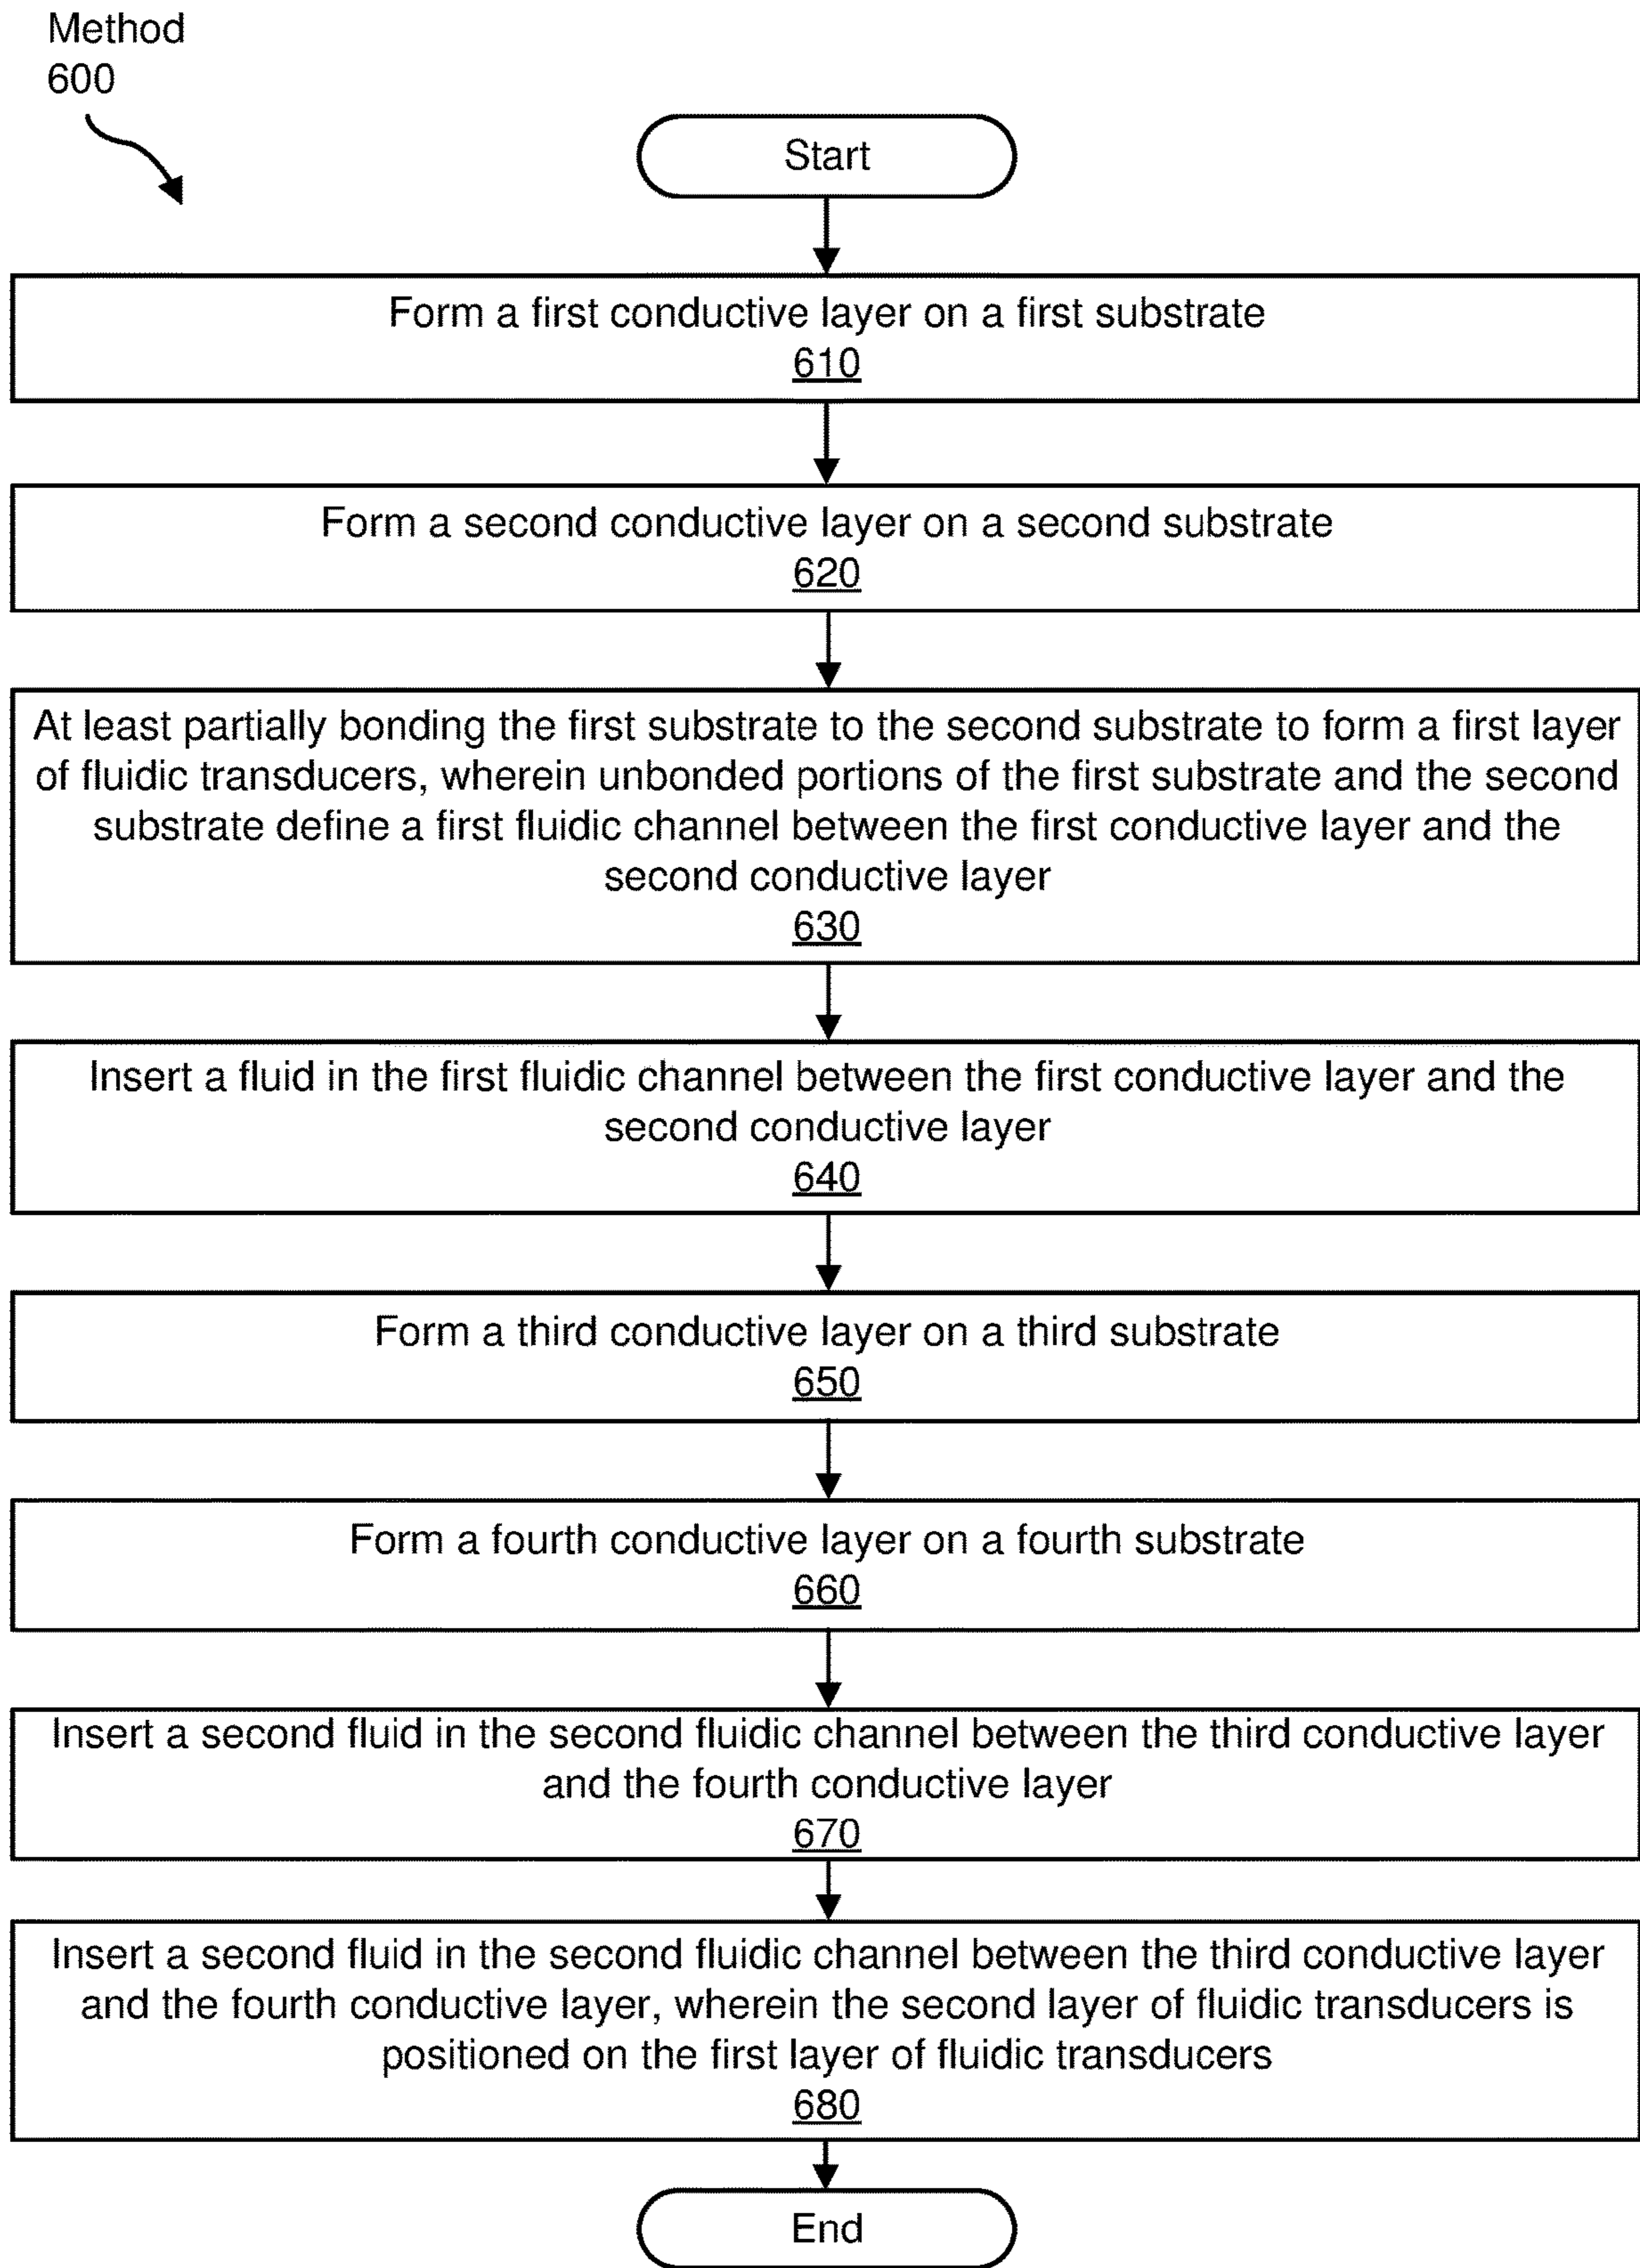 Method
600
Start
Form a first conductive layer on a first substrate
610
Form a second conductive layer on a second substrate
620
At least partially bonding the first substrate to the second substrate to form a first layer
of fluidic transducers, wherein unbonded portions of the first substrate and the second
substrate define a first fluidic channel between the first conductive layer and the
second conductive layer
630
Insert a fluid in the first fluidic channel between the first conductive layer and the
second conductive layer
640
Form a third conductive layer on a third substrate
650
Form a fourth conductive layer on a fourth substrate
660
Insert a second fluid in the second fluidic channel between the third conductive layer
and the fourth conductive layer
670
Insert a second fluid in the second fluidic channel between the third conductive layer
and the fourth conductive layer, wherein the second layer of fluidic transducers is
positioned on the first layer of fluidic transducers
680
End